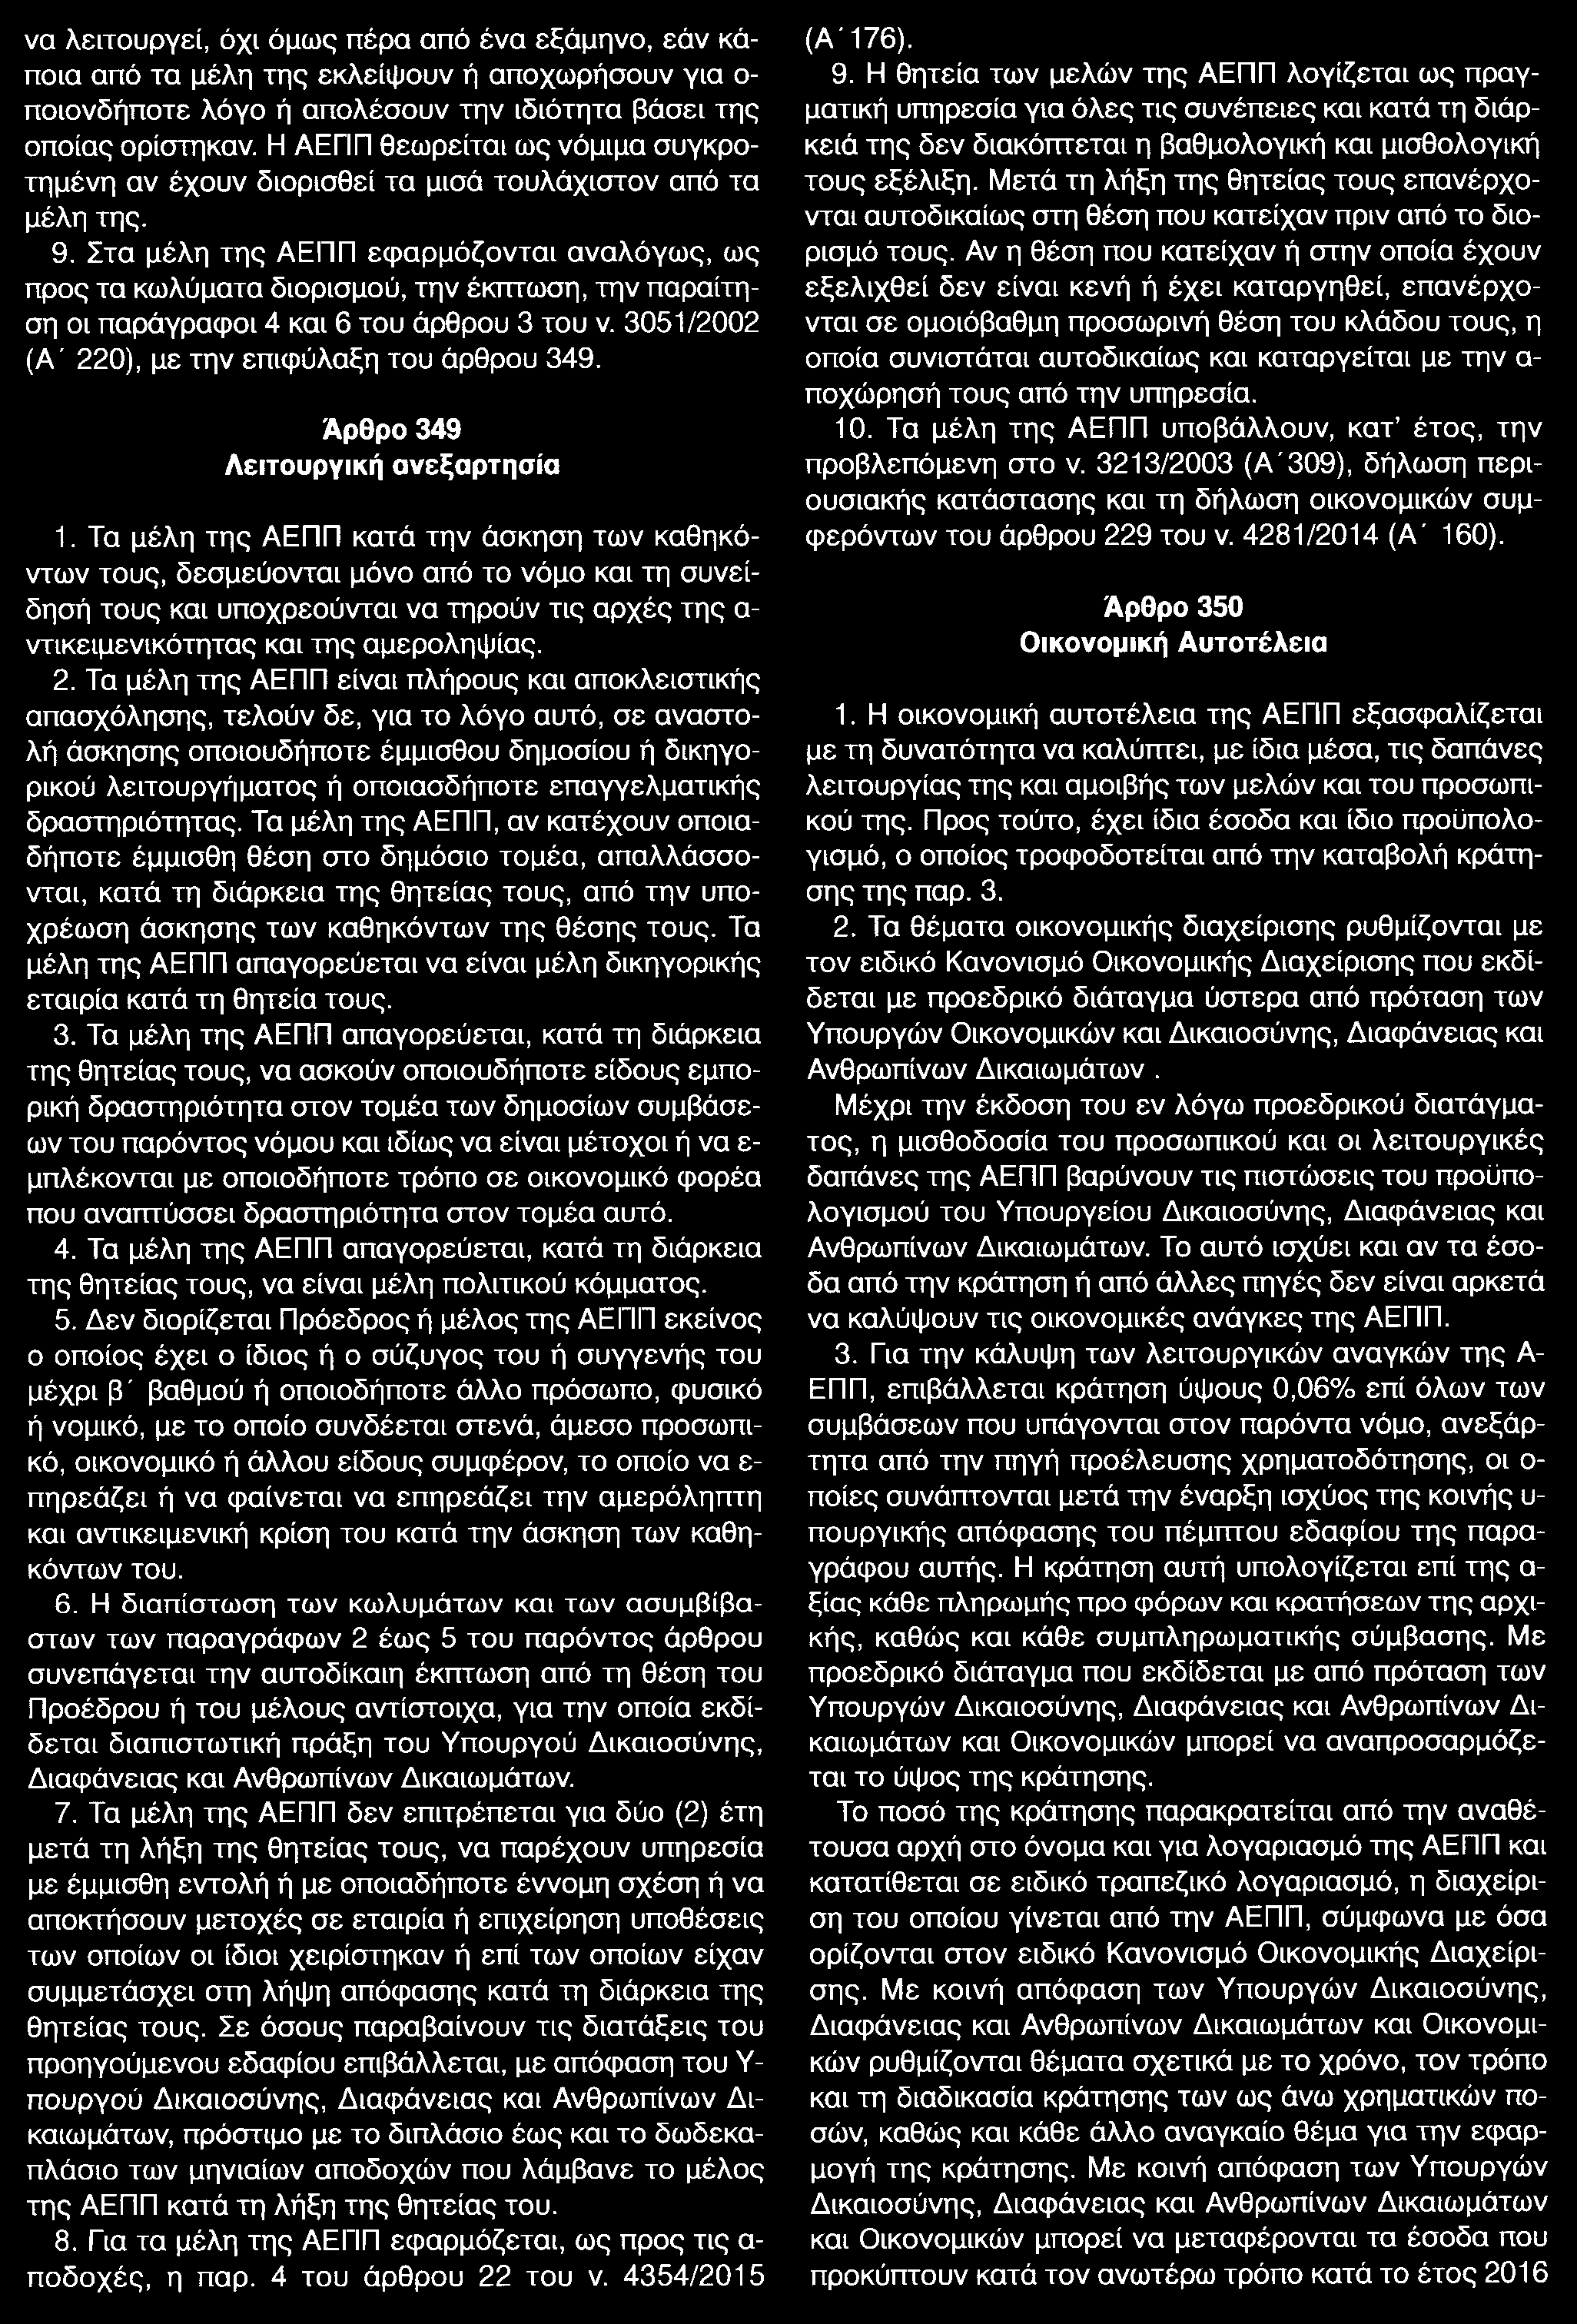 να λειτουργεί, όχι όμως πέρα από ένα εξάμηνο, εάν κά-
ποια από τα μέλη της εκλείψουν ή αποχωρήσουν για ο-
ποιονδήποτε λόγο ή απολέσουν την ιδιότητα βάσει της
οποίας ορίστηκαν. Η ΑΕΠΠ θεωρείται ως νόμιμα συγκρο-
τημένη αν έχουν διορισθεί τα μισά τουλάχιστον από τα
μέλη της.
9. Στα μέλη της ΑΕΠΠ εφαρμόζονται αναλόγως, ως
προς τα κωλύματα διορισμού, την έκπτωση, την παραίτη-
ση οι παράγραφοι 4 και 6 του άρθρου 3 του ν. 3051/2002
(Α΄ 220), με την επιφύλαξη του άρθρου 349.
Άρθρο 349
Λειτουργική ανεξαρτησία
1. Τα μέλη της ΑΕΠΠ κατά την άσκηση των καθηκό-
ντων τους, δεσμεύονται μόνο από το νόμο και τη συνεί-
δησή τους και υποχρεούνται να τηρούν τις αρχές της α-
ντικειμενικότητας και της αμεροληψίας.
2. Τα μέλη της ΑΕΠΠ είναι πλήρους και αποκλειστικής
απασχόλησης, τελούν δε, για το λόγο αυτό, σε αναστο-
λή άσκησης οποιουδήποτε έμμισθου δημοσίου ή δικηγο-
ρικού λειτουργήματος ή οποιασδήποτε επαγγελματικής
δραστηριότητας. Τα μέλη της ΑΕΠΠ, αν κατέχουν οποια-
δήποτε έμμισθη θέση στο δημόσιο τομέα, απαλλάσσο-
νται, κατά τη διάρκεια της θητείας τους, από την υπο-
χρέωση άσκησης των καθηκόντων της θέσης τους. Τα
μέλη της ΑΕΠΠ απαγορεύεται να είναι μέλη δικηγορικής
εταιρία κατά τη θητεία τους.
3. Τα μέλη της ΑΕΠΠ απαγορεύεται, κατά τη διάρκεια
της θητείας τους, να ασκούν οποιουδήποτε είδους εμπο-
ρική δραστηριότητα στον τομέα των δημοσίων συμβάσε-
ων του παρόντος νόμου και ιδίως να είναι μέτοχοι ή να ε-
μπλέκονται με οποιοδήποτε τρόπο σε οικονομικό φορέα
που αναπτύσσει δραστηριότητα στον τομέα αυτό.
4. Τα μέλη της ΑΕΠΠ απαγορεύεται, κατά τη διάρκεια
της θητείας τους, να είναι μέλη πολιτικού κόμματος.
5. Δεν διορίζεται Πρόεδρος ή μέλος της ΑΕΠΠ εκείνος
ο οποίος έχει ο ίδιος ή ο σύζυγος του ή συγγενής του
μέχρι β΄ βαθμού ή οποιοδήποτε άλλο πρόσωπο, φυσικό
ή νομικό, με το οποίο συνδέεται στενά, άμεσο προσωπι-
κό, οικονομικό ή άλλου είδους συμφέρον, το οποίο να ε-
πηρεάζει ή να φαίνεται να επηρεάζει την αμερόληπτη
και αντικειμενική κρίση του κατά την άσκηση των καθη-
κόντων του.
6. Η διαπίστωση των κωλυμάτων και των ασυμβίβα-
στων των παραγράφων 2 έως 5 του παρόντος άρθρου
συνεπάγεται την αυτοδίκαιη έκπτωση από τη θέση του
Προέδρου ή του μέλους αντίστοιχα, για την οποία εκδί-
δεται διαπιστωτική πράξη του Υπουργού Δικαιοσύνης,
Διαφάνειας και Ανθρωπίνων Δικαιωμάτων.
7. Τα μέλη της ΑΕΠΠ δεν επιτρέπεται για δύο (2) έτη
μετά τη λήξη της θητείας τους, να παρέχουν υπηρεσία
με έμμισθη εντολή ή με οποιαδήποτε έννομη σχέση ή να
αποκτήσουν μετοχές σε εταιρία ή επιχείρηση υποθέσεις
των οποίων οι ίδιοι χειρίστηκαν ή επί των οποίων είχαν
συμμετάσχει στη λήψη απόφασης κατά τη διάρκεια της
θητείας τους. Σε όσους παραβαίνουν τις διατάξεις του
προηγούμενου εδαφίου επιβάλλεται, με απόφαση του Υ-
πουργού Δικαιοσύνης, Διαφάνειας και Ανθρωπίνων Δι-
καιωμάτων, πρόστιμο με το διπλάσιο έως και το δωδεκα-
πλάσιο των μηνιαίων αποδοχών που λάμβανε το μέλος
της ΑΕΠΠ κατά τη λήξη της θητείας του.
8. Για τα μέλη της ΑΕΠΠ εφαρμόζεται, ως προς τις α-
ποδοχές, η παρ. 4 του άρθρου 22 του ν. 4354/2015
(Α΄176).
9. Η θητεία των μελών της ΑΕΠΠ λογίζεται ως πραγ-
ματική υπηρεσία για όλες τις συνέπειες και κατά τη διάρ-
κειά της δεν διακόπτεται η βαθμολογική και μισθολογική
τους εξέλιξη. Μετά τη λήξη της θητείας τους επανέρχο-
νται αυτοδικαίως στη θέση που κατείχαν πριν από το διο-
ρισμό τους. Αν η θέση που κατείχαν ή στην οποία έχουν
εξελιχθεί δεν είναι κενή ή έχει καταργηθεί, επανέρχο-
νται σε ομοιόβαθμη προσωρινή θέση του κλάδου τους, η
οποία συνιστάται αυτοδικαίως και καταργείται με την α-
ποχώρησή τους από την υπηρεσία.
10. Τα μέλη της ΑΕΠΠ υποβάλλουν, κατ’ έτος, την
προβλεπόμενη στο ν. 3213/2003 (Α΄309), δήλωση περι-
ουσιακής κατάστασης και τη δήλωση οικονομικών συμ-
φερόντων του άρθρου 229 του ν. 4281/2014 (Α΄ 160).
Άρθρο 350
Οικονομική Αυτοτέλεια
1. Η οικονομική αυτοτέλεια της ΑΕΠΠ εξασφαλίζεται
με τη δυνατότητα να καλύπτει, με ίδια μέσα, τις δαπάνες
λειτουργίας της και αμοιβής των μελών και του προσωπι-
κού της. Προς τούτο, έχει ίδια έσοδα και ίδιο προϋπολο-
γισμό, ο οποίος τροφοδοτείται από την καταβολή κράτη-
σης της παρ. 3.
2. Τα θέματα οικονομικής διαχείρισης ρυθμίζονται με
τον ειδικό Κανονισμό Οικονομικής Διαχείρισης που εκδί-
δεται με προεδρικό διάταγμα ύστερα από πρόταση των
Υπουργών Οικονομικών και Δικαιοσύνης, Διαφάνειας και
Ανθρωπίνων Δικαιωμάτων .
Μέχρι την έκδοση του εν λόγω προεδρικού διατάγμα-
τος, η μισθοδοσία του προσωπικού και οι λειτουργικές
δαπάνες της ΑΕΠΠ βαρύνουν τις πιστώσεις του προϋπο-
λογισμού του Υπουργείου Δικαιοσύνης, Διαφάνειας και
Ανθρωπίνων Δικαιωμάτων. Το αυτό ισχύει και αν τα έσο-
δα από την κράτηση ή από άλλες πηγές δεν είναι αρκετά
να καλύψουν τις οικονομικές ανάγκες της ΑΕΠΠ.
3. Για την κάλυψη των λειτουργικών αναγκών της Α-
ΕΠΠ, επιβάλλεται κράτηση ύψους 0,06% επί όλων των
συμβάσεων που υπάγονται στον παρόντα νόμο, ανεξάρ-
τητα από την πηγή προέλευσης χρηματοδότησης, οι ο-
ποίες συνάπτονται μετά την έναρξη ισχύος της κοινής υ-
πουργικής απόφασης του πέμπτου εδαφίου της παρα-
γράφου αυτής. Η κράτηση αυτή υπολογίζεται επί της α-
ξίας κάθε πληρωμής προ φόρων και κρατήσεων της αρχι-
κής, καθώς και κάθε συμπληρωματικής σύμβασης. Με
προεδρικό διάταγμα που εκδίδεται με από πρόταση των
Υπουργών Δικαιοσύνης, Διαφάνειας και Ανθρωπίνων Δι-
καιωμάτων και Οικονομικών μπορεί να αναπροσαρμόζε-
ται το ύψος της κράτησης.
Το ποσό της κράτησης παρακρατείται από την αναθέ-
τουσα αρχή στο όνομα και για λογαριασμό της ΑΕΠΠ και
κατατίθεται σε ειδικό τραπεζικό λογαριασμό, η διαχείρι-
ση του οποίου γίνεται από την ΑΕΠΠ, σύμφωνα με όσα
ορίζονται στον ειδικό Κανονισμό Οικονομικής Διαχείρι-
σης. Με κοινή απόφαση των Υπουργών Δικαιοσύνης,
Διαφάνειας και Ανθρωπίνων Δικαιωμάτων και Οικονομι-
κών ρυθμίζονται θέματα σχετικά με το χρόνο, τον τρόπο
και τη διαδικασία κράτησης των ως άνω χρηματικών πο-
σών, καθώς και κάθε άλλο αναγκαίο θέμα για την εφαρ-
μογή της κράτησης. Με κοινή απόφαση των Υπουργών
Δικαιοσύνης, Διαφάνειας και Ανθρωπίνων Δικαιωμάτων
και Οικονομικών μπορεί να μεταφέρονται τα έσοδα που
προκύπτουν κατά τον ανωτέρω τρόπο κατά το έτος 2016